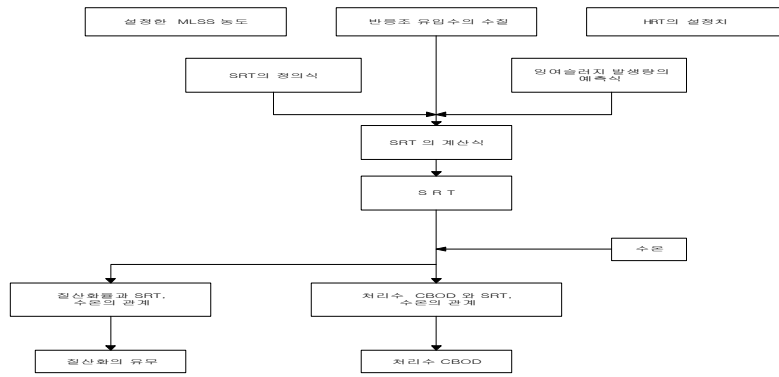 설정한 MLSS 농도
반응조 유입수의 수질
HRT의 설정치
SRT의 정의식
잉여슬러지 발생량의
예측식
SRT 의 계산식
S R T
수온
질산화율과 SRT,
수온의 관계
처리수 CBOD 와 SRT,
수온의 관계
질산화의 유무
처리수 CBOD